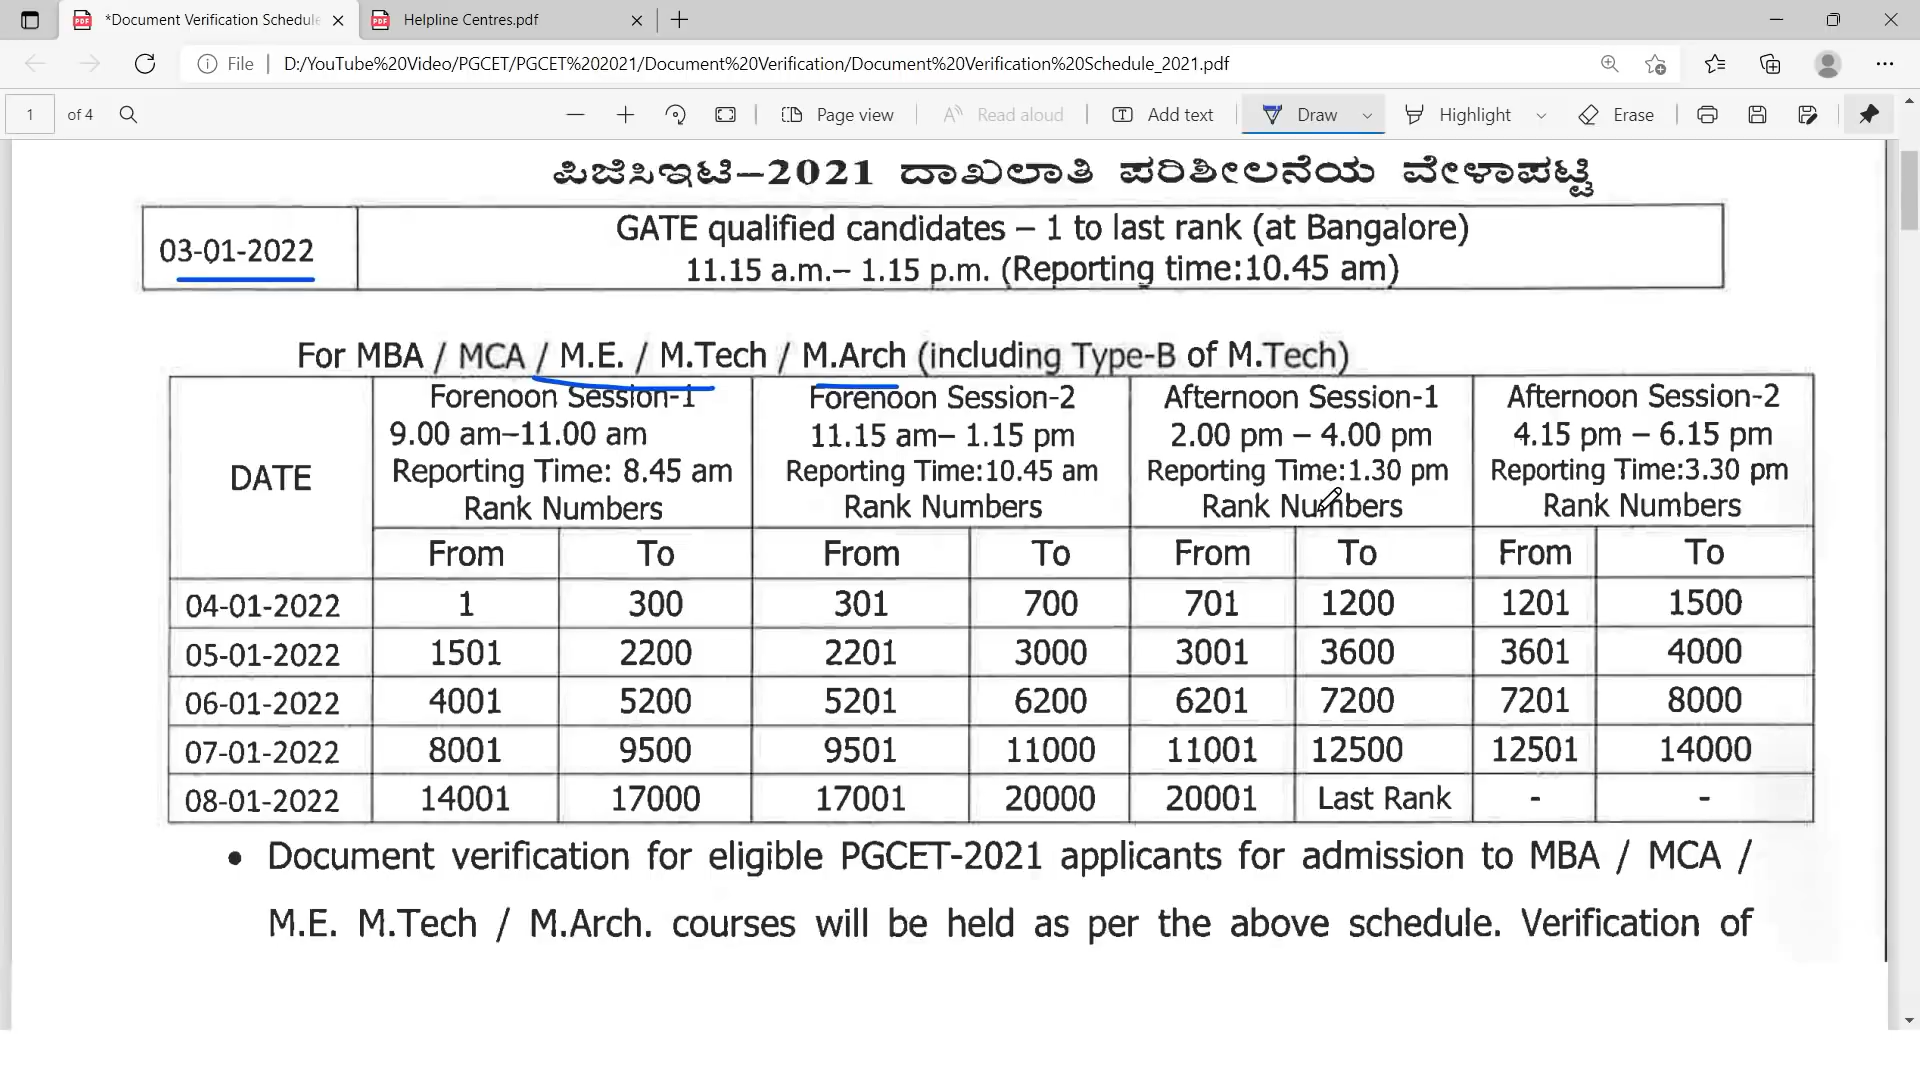 *Document Verification Schedule
Helpline Centres.pdf
File
D:/YouTube%20Video/PGCET/PGCET%202021/Document%20Verification/Document%20Verification%20Schedule_2021.pdf
1 of 4
Page view
Read aloud
Add text
Draw
Highlight
Erase
ಪಿಜಿಸಿಇಟಿ–2021 ದಾಖಲಾತಿ ಪರಿಶೀಲನೆಯ ವೇಳಾಪಟ್ಟಿ
03-01-2022
GATE qualified candidates – 1 to last rank (at Bangalore)
11.15 a.m.– 1.15 p.m. (Reporting time:10.45 am)
For MBA / MCA / M.E. / M.Tech / M.Arch (including Type-B of M.Tech)
DATE
Forenoon Session-1
9.00 am–11.00 am
Reporting Time: 8.45 am
Rank Numbers
Forenoon Session-2
11.15 am– 1.15 pm
Reporting Time:10.45 am
Rank Numbers
Afternoon Session-1
2.00 pm – 4.00 pm
Reporting Time:1.30 pm
Rank Numbers
Afternoon Session-2
4.15 pm – 6.15 pm
Reporting Time:3.30 pm
Rank Numbers
From To From To From To From To
04-01-2022 1 300 301 700 701 1200 1201 1500
05-01-2022 1501 2200 2201 3000 3001 3600 3601 4000
06-01-2022 4001 5200 5201 6200 6201 7200 7201 8000
07-01-2022 8001 9500 9501 11000 11001 12500 12501 14000
08-01-2022 14001 17000 17001 20000 20001 Last Rank - -
• Document verification for eligible PGCET-2021 applicants for admission to MBA / MCA /
M.E. M.Tech / M.Arch. courses will be held as per the above schedule. Verification of